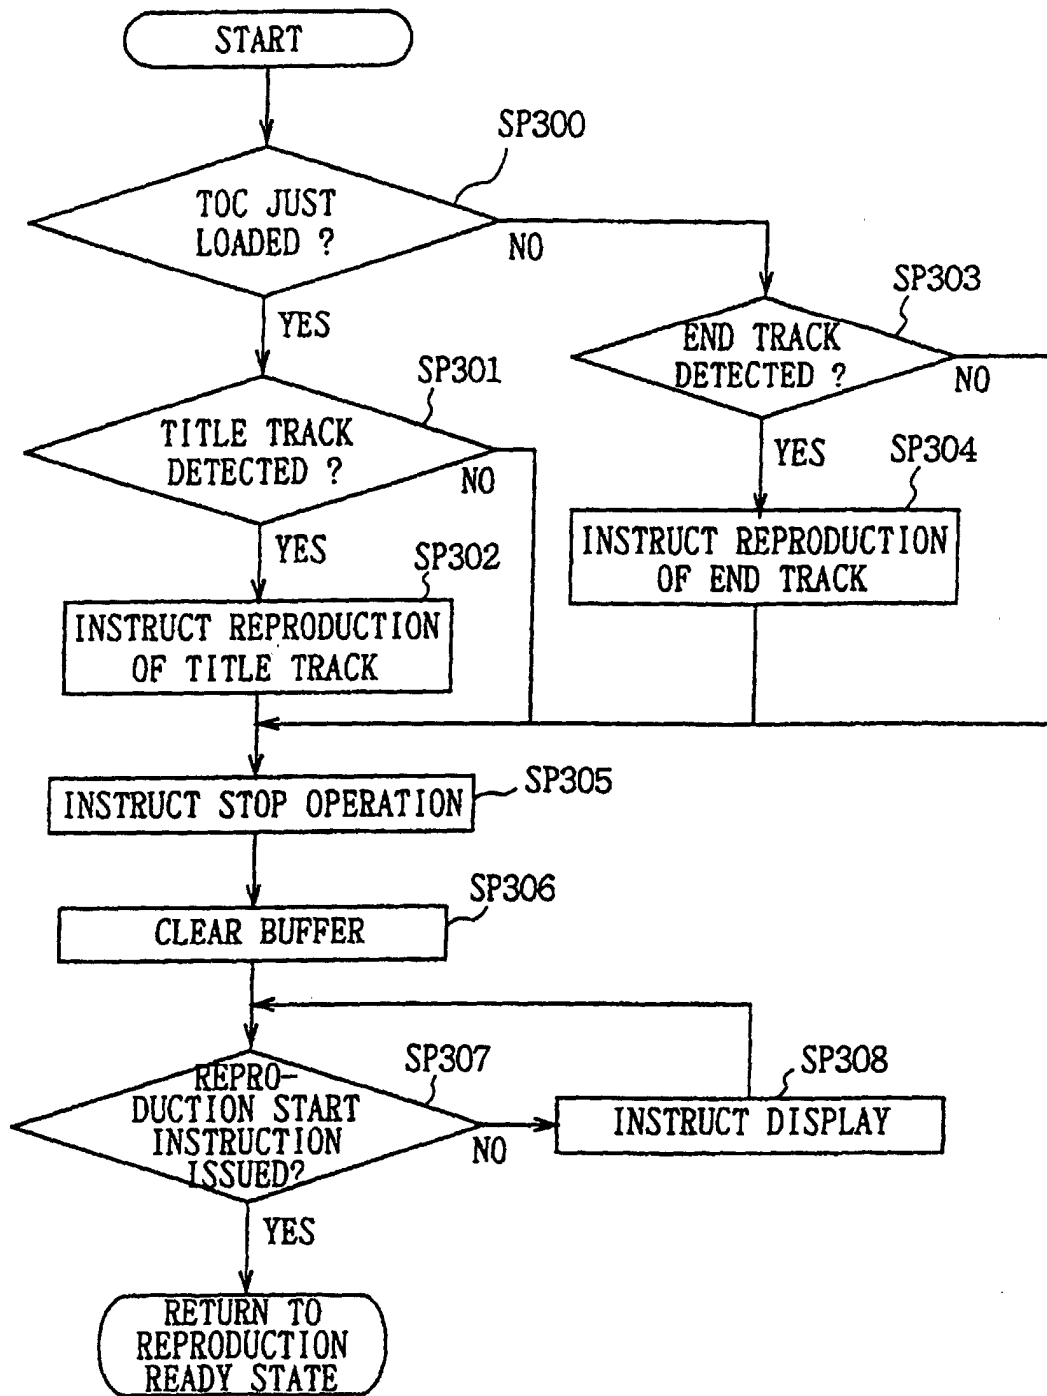 START
SP300
TOC JUST
LOADED ?
NO
YES
SP303
END TRACK
DETECTED ?
NO
YES
SP301
TITLE TRACK
DETECTED ?
NO
YES
SP304
INSTRUCT REPRODUCTION
OF END TRACK
SP302
INSTRUCT REPRODUCTION
OF TITLE TRACK
INSTRUCT STOP OPERATION
SP305
SP306
CLEAR BUFFER
SP307
REPRO-
DUCTION START
INSTRUCTION
ISSUED?
NO
YES
SP308
INSTRUCT DISPLAY
RETURN TO
REPRODUCTION
READY STATE